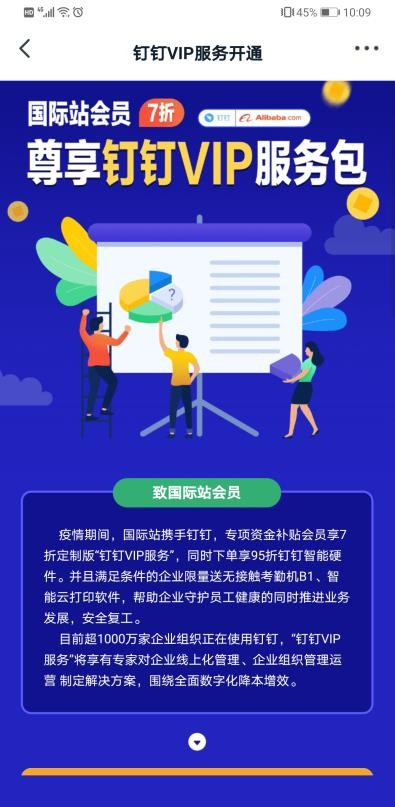 HD 4G 45% 10:09
钉钉VIP服务开通
国际站会员 7折 钉钉 Alibaba.com
尊享钉钉VIP服务包
?
致国际站会员
疫情期间，国际站携手钉钉，专项资金补贴会员享7
折定制版“钉钉VIP服务”，同时下单享95折钉钉智能硬
件。并且满足条件的企业限量送无接触考勤机B1、智
能云打印软件，帮助企业守护员工健康的同时推进业务
发展，安全复工。
目前超1000万家企业组织正在使用钉钉，“钉钉VIP
服务”将享有专家对企业线上化管理、企业组织管理运
营 制定解决方案，围绕全面数字化降本增效。